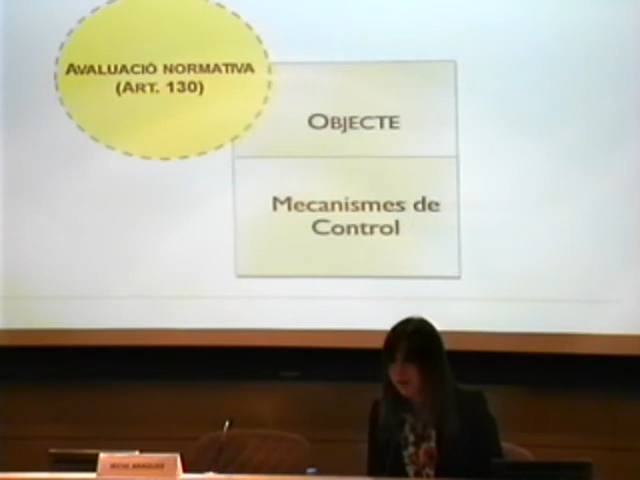 AVALUACIÓ NORMATIVA
(ART. 130)
OBJECTE
Mecanismes de
Control